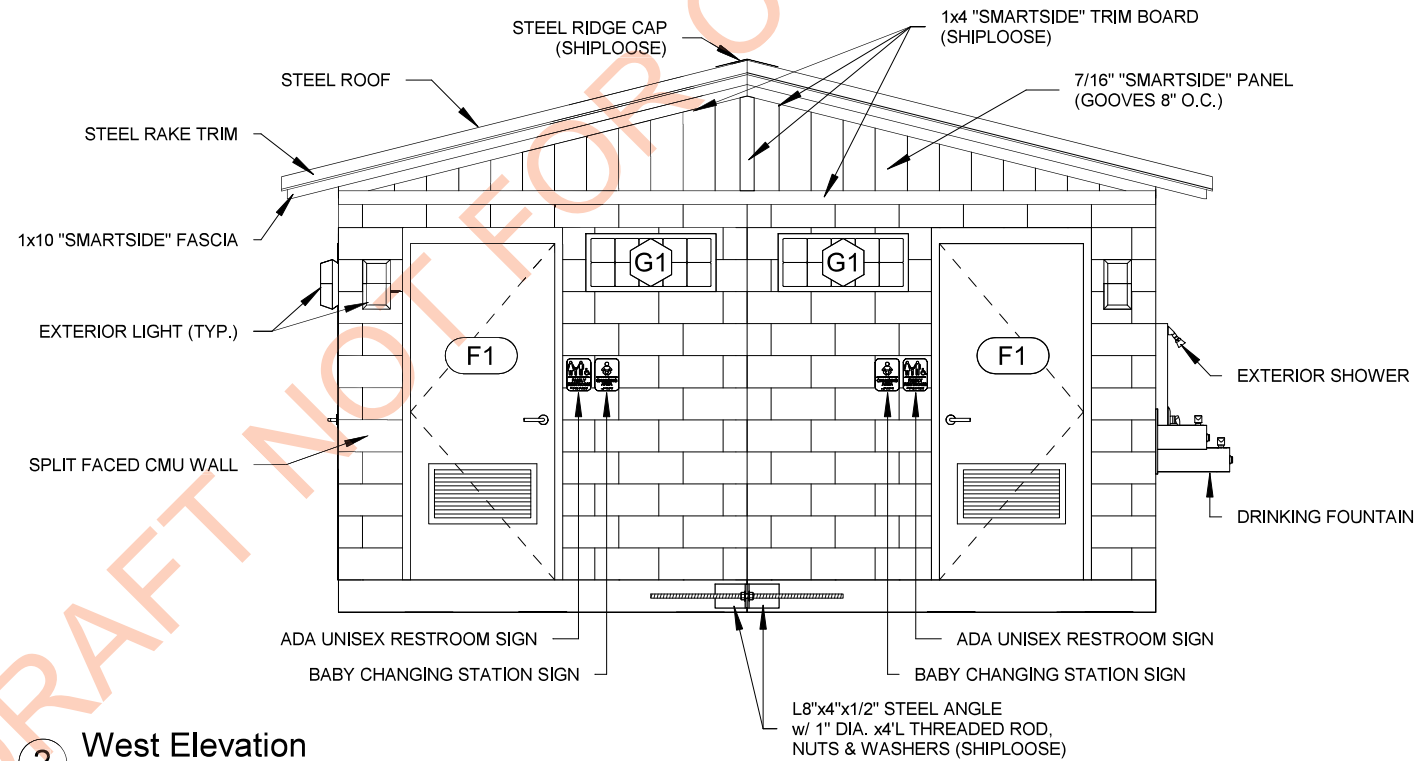 STEEL RIDGE CAP
(SHIPLOOSE)
1x4 "SMARTSIDE" TRIM BOARD
(SHIPLOOSE)
STEEL ROOF
7/16" "SMARTSIDE" PANEL
(GOOVES 8" O.C.)
STEEL RAKE TRIM
1x10 "SMARTSIDE" FASCIA
G1
G1
EXTERIOR LIGHT (TYP.)
F1
F1
EXTERIOR SHOWER
SPLIT FACED CMU WALL
DRINKING FOUNTAIN
ADA UNISEX RESTROOM SIGN
ADA UNISEX RESTROOM SIGN
BABY CHANGING STATION SIGN
BABY CHANGING STATION SIGN
L8"x4"x1/2" STEEL ANGLE
w/ 1" DIA. x4'L THREADED ROD,
NUTS & WASHERS (SHIPLOOSE)
2
West Elevation
DRAFT NOT FOR